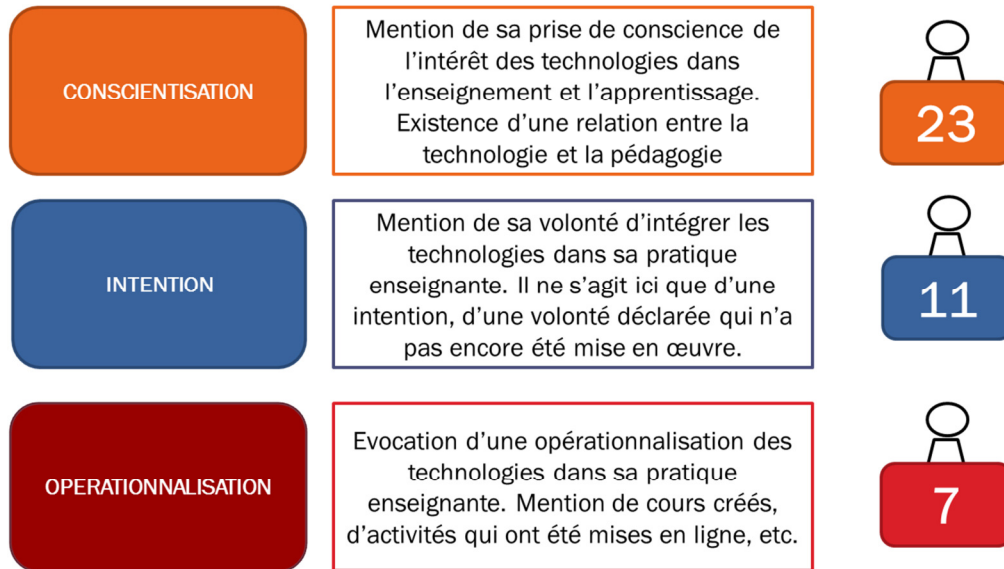 CONSCIENTISATION
Mention de sa prise de conscience de
l'intérêt des technologies dans
l'enseignement et l'apprentissage.
Existence d'une relation entre la
technologie et la pédagogie
23
INTENTION
Mention de sa volonté d'intégrer les
technologies dans sa pratique
enseignante. Il ne s'agit ici que d'une
intention, d'une volonté déclarée qui n'a
pas encore été mise en œuvre.
11
OPERATIONNALISATION
Evocation d'une opérationnalisation des
technologies dans sa pratique
enseignante. Mention de cours créés,
d'activités qui ont été mises en ligne, etc.
7